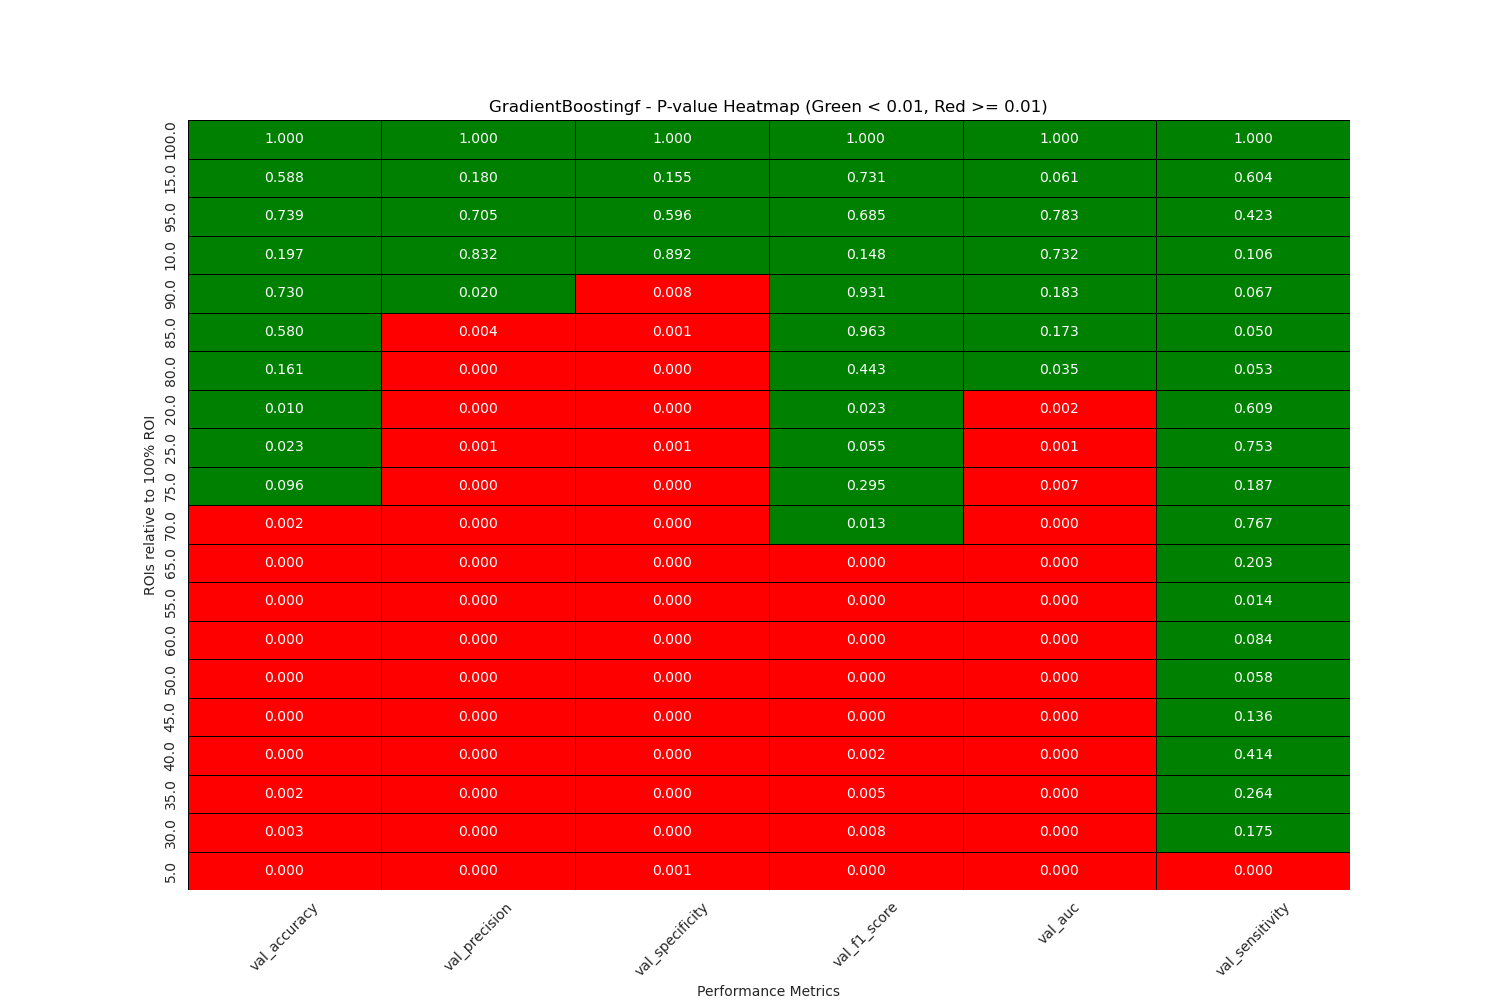 GradientBoostingf - P-value Heatmap (Green < 0.01, Red >= 0.01)
100.0 1.000 1.000 1.000 1.000 1.000 1.000
15.0 0.588 0.180 0.155 0.731 0.061 0.604
95.0 0.739 0.705 0.596 0.685 0.783 0.423
10.0 0.197 0.832 0.892 0.148 0.732 0.106
90.0 0.730 0.020 0.008 0.931 0.183 0.067
85.0 0.580 0.004 0.001 0.963 0.173 0.050
80.0 0.161 0.000 0.000 0.443 0.035 0.053
20.0 0.010 0.000 0.000 0.023 0.002 0.609
25.0 0.023 0.001 0.001 0.055 0.001 0.753
75.0 0.096 0.000 0.000 0.295 0.007 0.187
70.0 0.002 0.000 0.000 0.013 0.000 0.767
65.0 0.000 0.000 0.000 0.000 0.000 0.203
55.0 0.000 0.000 0.000 0.000 0.000 0.014
60.0 0.000 0.000 0.000 0.000 0.000 0.084
50.0 0.000 0.000 0.000 0.000 0.000 0.058
45.0 0.000 0.000 0.000 0.000 0.000 0.136
40.0 0.000 0.000 0.000 0.002 0.000 0.414
35.0 0.002 0.000 0.000 0.005 0.000 0.264
30.0 0.003 0.000 0.000 0.008 0.000 0.175
5.0 0.000 0.000 0.001 0.000 0.000 0.000
ROIs relative to 100% ROI
val_accuracy val_precision val_specificity val_f1_score val_auc val_sensitivity
Performance Metrics